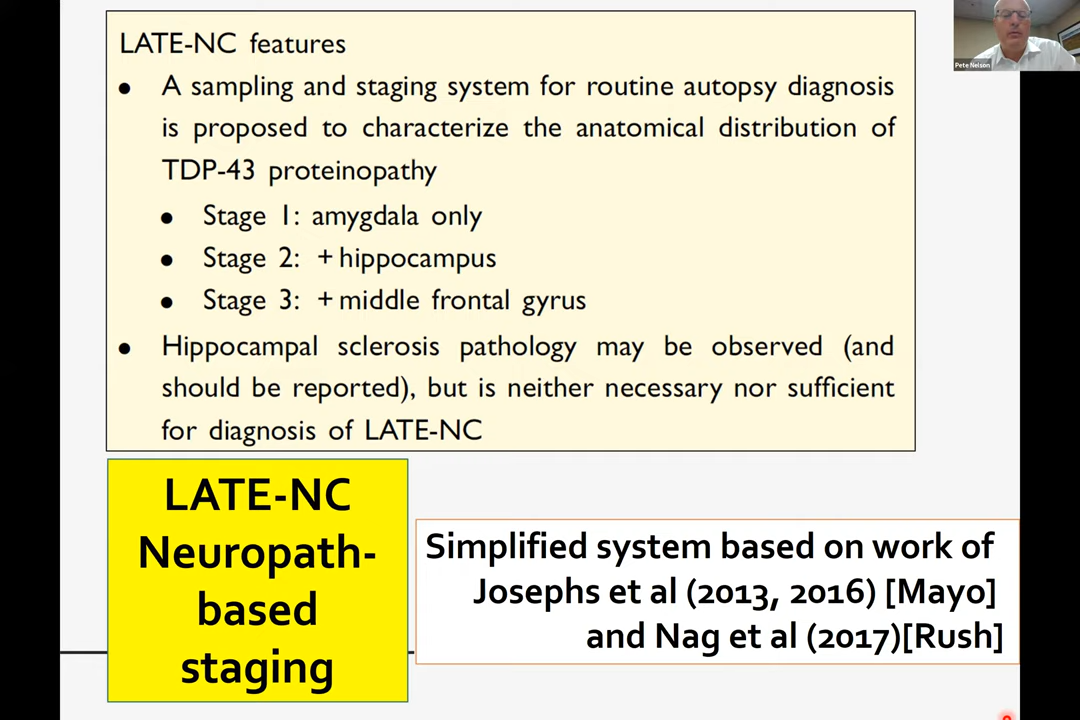 LATE-NC features
• A sampling and staging system for routine autopsy diagnosis
is proposed to characterize the anatomical distribution of
TDP-43 proteinopathy
• Stage 1: amygdala only
• Stage 2: +hippocampus
• Stage 3: +middle frontal gyrus
• Hippocampal sclerosis pathology may be observed (and
should be reported), but is neither necessary nor sufficient
for diagnosis of LATE-NC
LATE-NC
Neuropath-
based
staging
Simplified system based on work of
Josephs et al (2013, 2016) [Mayo]
and Nag et al (2017)[Rush]
Pete Nelson